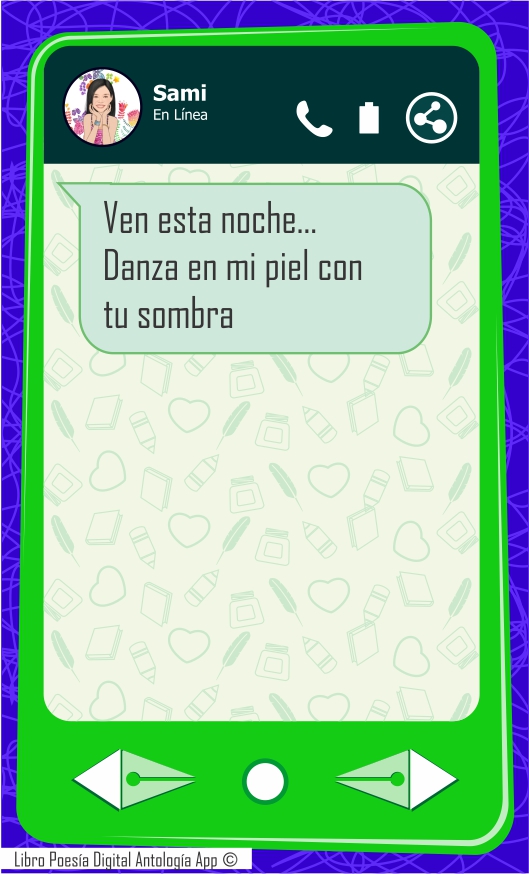 Sami
En Línea
Ven esta noche...
Danza en mi piel con
tu sombra
Libro Poesía Digital Antología App ©